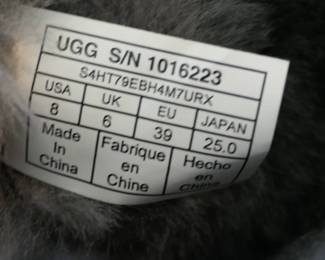 UGG S/N 1016223
S4HT79EBH4M7URX
USA UK EU JAPAN
8 6 39 25.0
Made In China
Fabrique en Chine
Hecho en China